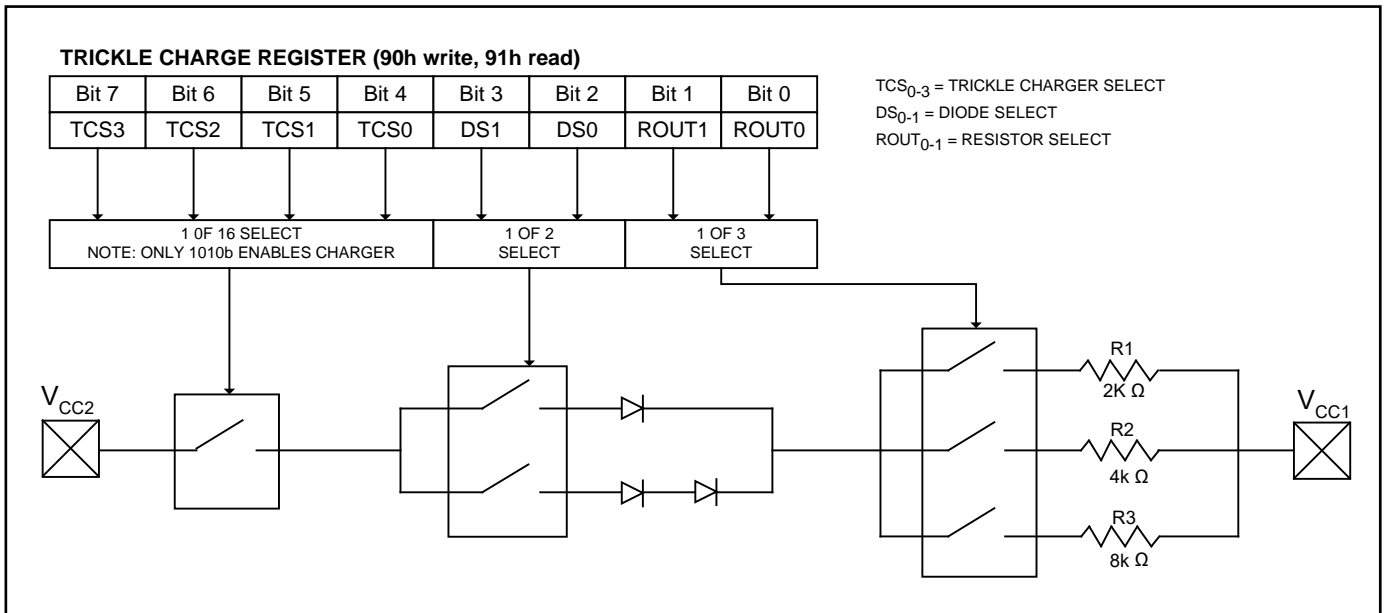 TRICKLE CHARGE REGISTER (90h write, 91h read)
Bit 7 Bit 6 Bit 5 Bit 4 Bit 3 Bit 2 Bit 1 Bit 0
TCS3 TCS2 TCS1 TCS0 DS1 DS0 ROUT1 ROUT0
TCS0-3 = TRICKLE CHARGER SELECT
DS0-1 = DIODE SELECT
ROUT0-1 = RESISTOR SELECT
1 0F 16 SELECT
NOTE: ONLY 1010b ENABLES CHARGER
1 OF 2
SELECT
1 OF 3
SELECT
VCC2
R1
2K Ω
R2
4k Ω
R3
8k Ω
VCC1